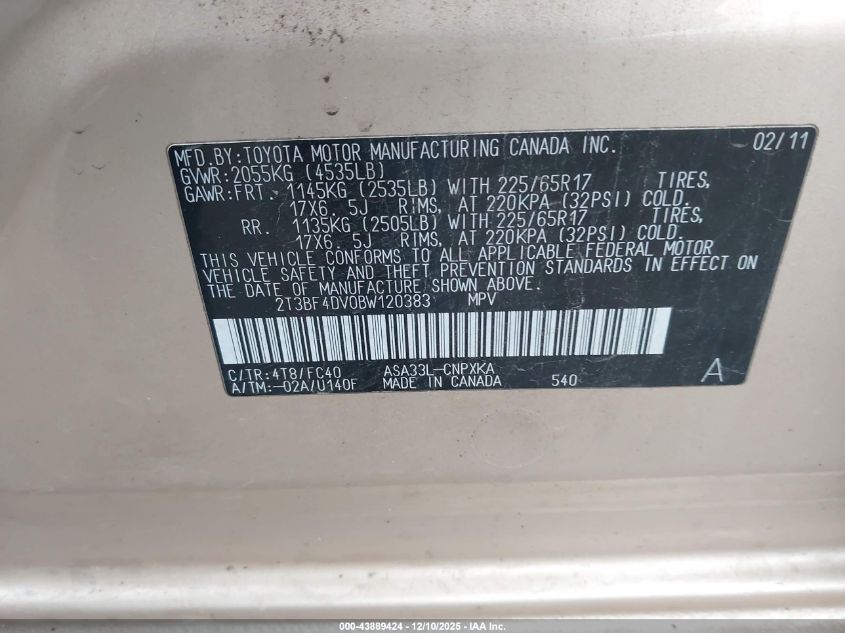 MFD.BY:TOYOTA MOTOR MANUFACTURING CANADA INC. 02/11
GVWR:2055KG (4535LB)
GAWR:FRT. 1145KG (2535LB) WITH 225/65R17 TIRES,
17X6. 5J RIMS, AT 220KPA (32PSI) COLD.
RR. 1135KG (2505LB) WITH 225/65R17 TIRES,
17X6. 5J RIMS, AT 220KPA (32PSI) COLD.
THIS VEHICLE CONFORMS TO ALL APPLICABLE FEDERAL MOTOR
VEHICLE SAFETY AND THEFT PREVENTION STANDARDS IN EFFECT ON
THE DATE OF MANUFACTURE SHOWN ABOVE.
2T3BF4DV0BW120383 MPV
C/TR:4T8/FC40 ASA33L-CNPXKA
A/TM:-02A/U140F MADE IN CANADA 540 A
000-43889424 - 12/10/2025 - IAA Inc.